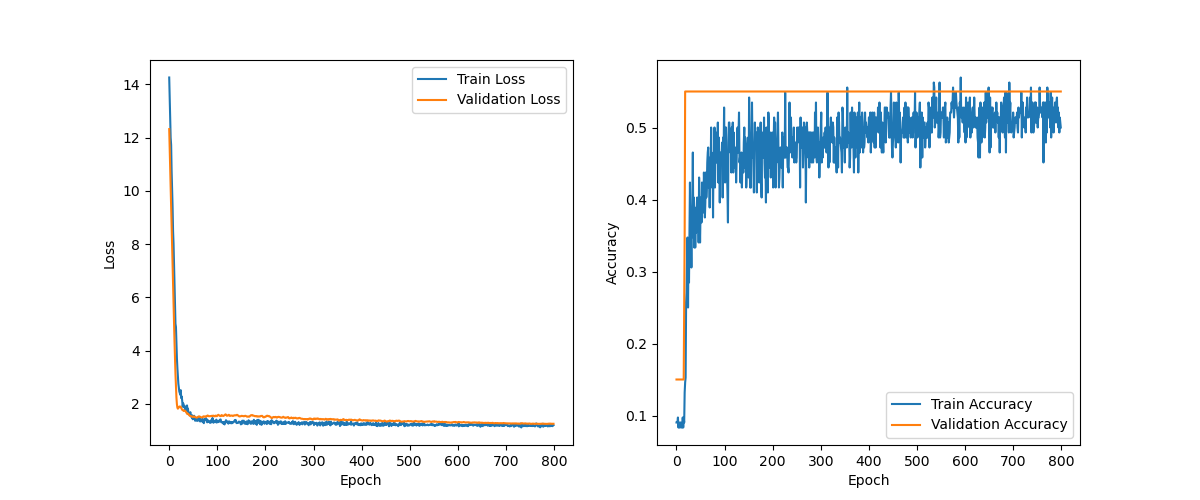 Train Loss
Validation Loss
14
12
10
8
6
4
2
Loss
0 100 200 300 400 500 600 700 800
Epoch
0.5
0.4
0.3
0.2
0.1
Accuracy
Train Accuracy
Validation Accuracy
0 100 200 300 400 500 600 700 800
Epoch